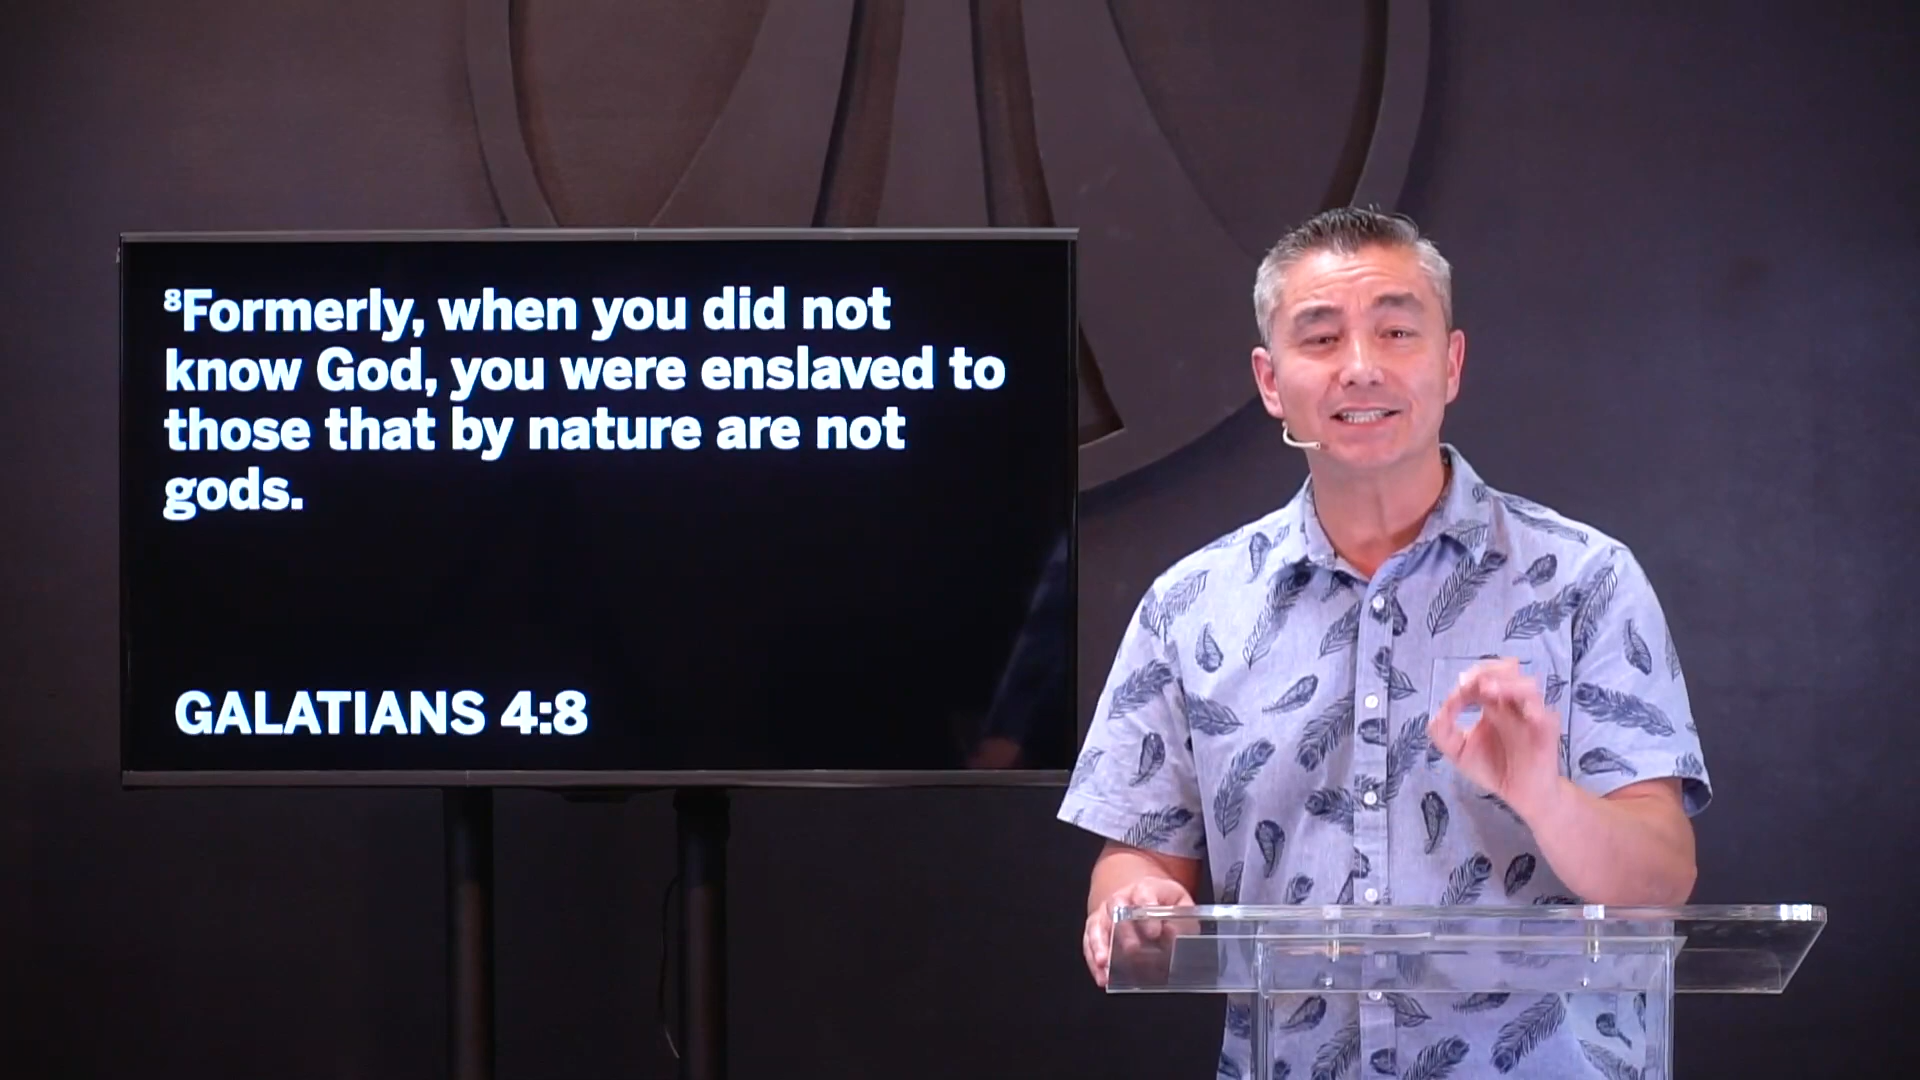 ⁸Formerly, when you did not
know God, you were enslaved to
those that by nature are not
gods.
GALATIANS 4:8